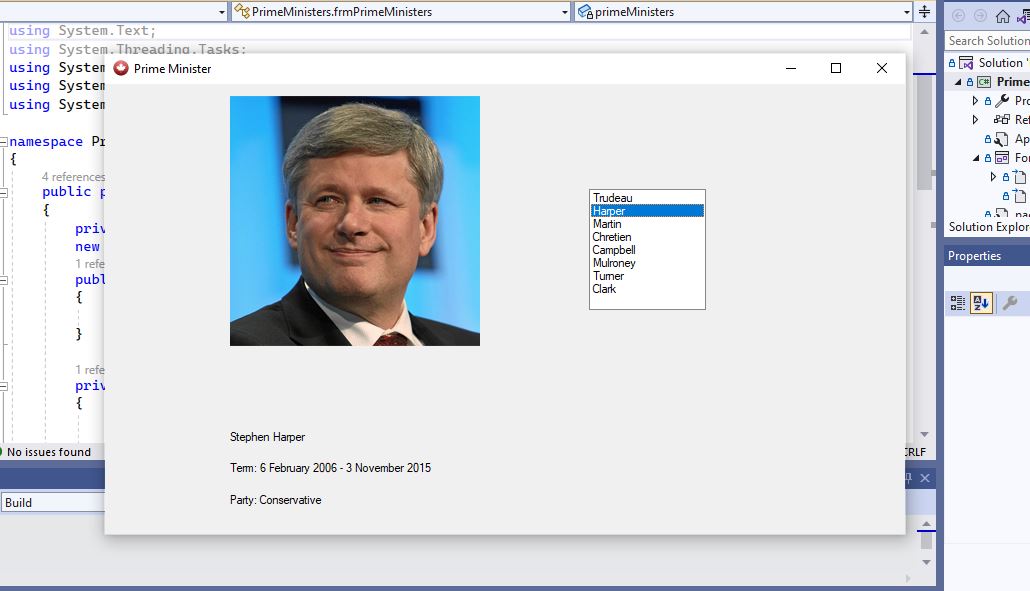 PrimeMinisters.frmPrimeMinisters
primeMinisters
using System.Text;
using System.Threading.Tasks;
using System
using System
using System
namespace Pr
{
4 references
public p
{
priv
new
1 refe
publ
{
}
1 refe
priv
{
No issues found
CRLF
Build
Prime Minister
Trudeau
Harper
Martin
Chretien
Campbell
Mulroney
Turner
Clark
Stephen Harper
Term: 6 February 2006 - 3 November 2015
Party: Conservative
Search Solution
Solution '
C# Prime
Pro
Ref
Ap
For
Solution Explor
Properties